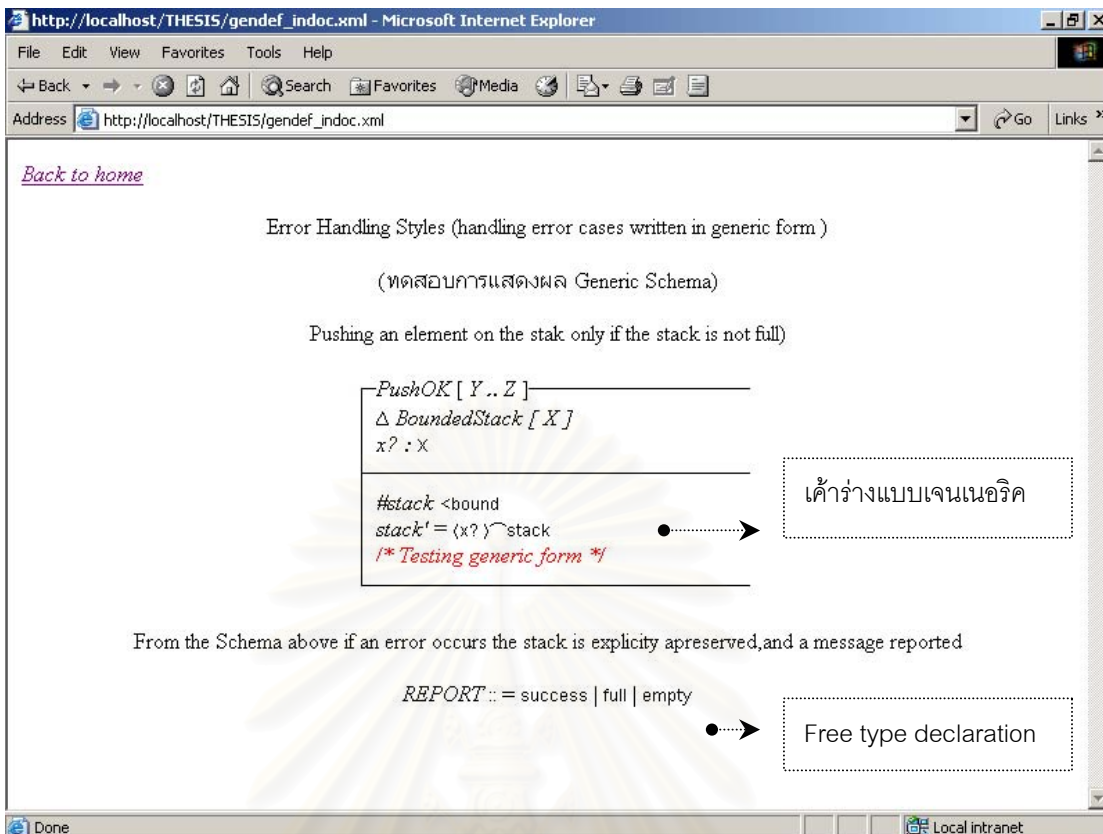 http://localhost/THESIS/gendef_indoc.xml - Microsoft Internet Explorer
File Edit View Favorites Tools Help
Back Search Favorites Media
Address http://localhost/THESIS/gendef_indoc.xml Go Links »
Back to home
Error Handling Styles (handling error cases written in generic form )
(ทดสอบการแสดงผล Generic Schema)
Pushing an element on the stak only if the stack is not full)
PushOK [ Y .. Z ]
Δ BoundedStack [ X ]
x? : X
#stack <bound
stack' = ⟨x? ⟩⁀stack
/* Testing generic form */
เค้าร่างแบบเจนเนอริค
From the Schema above if an error occurs the stack is explicity apreserved,and a message reported
REPORT :: = success | full | empty
Free type declaration
Done Local intranet